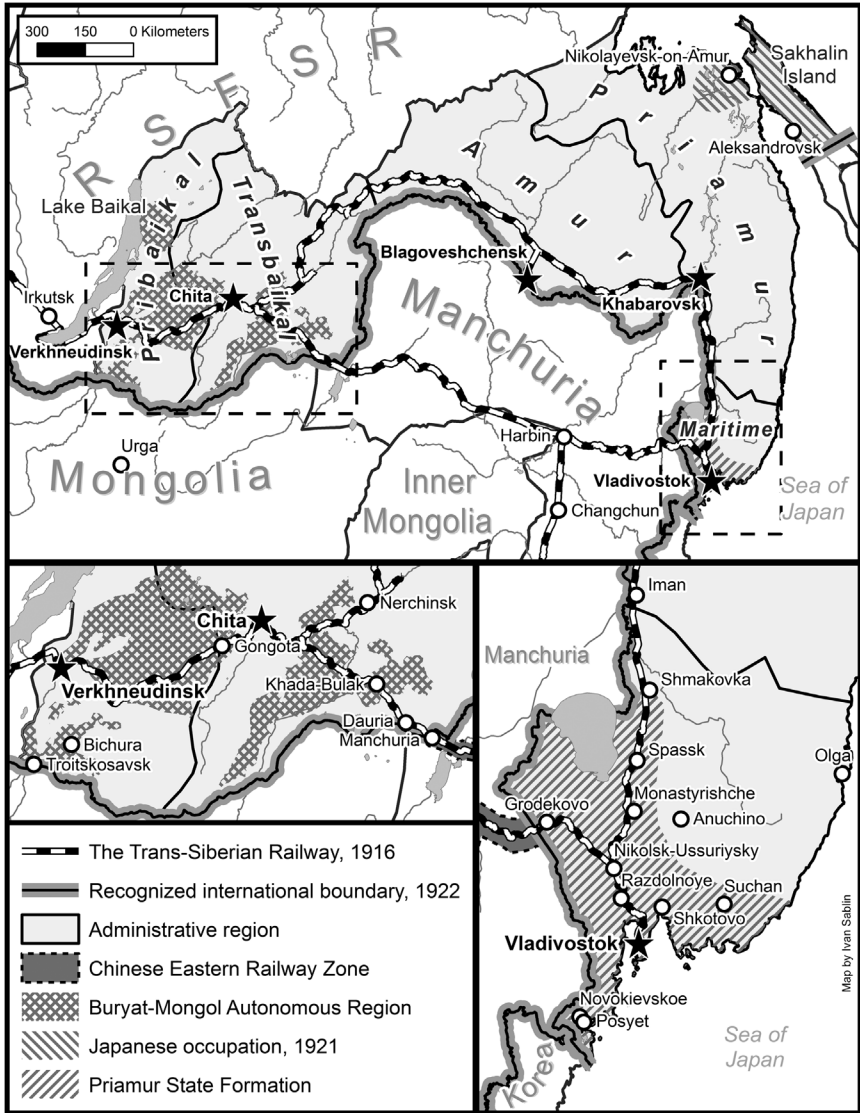 300 150 0 Kilometers
R S F S R
Nikolayevsk-on-Amur
Sakhalin
Island
Aleksandrovsk
Priamur
Amur
Lake Baikal
Pribaikal
Transbaikal
Blagoveshchensk
Khabarovsk
Chita
Irkutsk
Verkhneudinsk
Manchuria
Maritime
Harbin
Urga
Mongolia
Inner
Mongolia
Vladivostok
Changchun
Sea of
Japan
Chita
Nerchinsk
Gongota
Verkhneudinsk
Khada-Bulak
Dauria
Manchuria
Bichura
Troitskosavsk
Iman
Manchuria
Shmakovka
Spassk
Olga
Monastyrishche
Grodekovo
Anuchino
Nikolsk-Ussuriysky
Razdolnoye
Suchan
Shkotovo
Vladivostok
Novokievskoe
Posyet
Korea
Sea of
Japan
Map by Ivan Sablin
The Trans-Siberian Railway, 1916
Recognized international boundary, 1922
Administrative region
Chinese Eastern Railway Zone
Buryat-Mongol Autonomous Region
Japanese occupation, 1921
Priamur State Formation